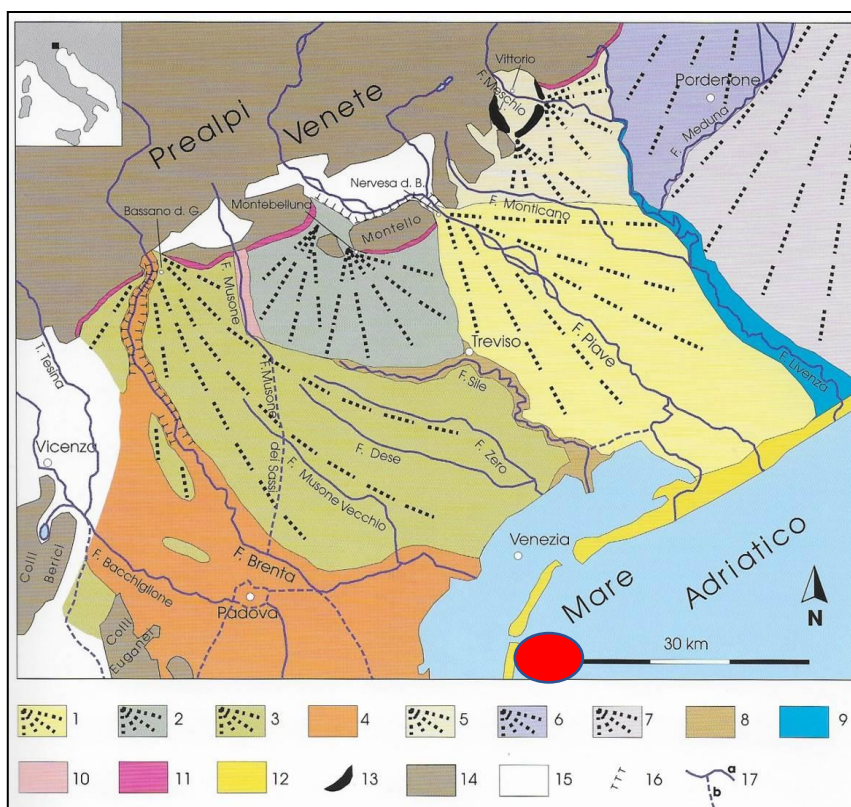 Vittorio
Pordenone
F. Meschio
F. Meduna
Prealpi Venete
Nervesa d. B.
Bassano d. G.
Montebelluna
Montello
F. Monticano
F. Musone
F. Piave
Treviso
F. Livenza
T. Tesina
F. Sile
F. Musone dei Sassi
Vicenza
F. Dese
F. Zero
F. Musone Vecchio
Venezia
Adriatico
Colli Berici
F. Bacchiglione
F. Brenta
Mare
Padova
N
Colli Euganei
30 km
1 2 3 4 5 6 7 8 9
10 11 12 13 14 15 16 a 17
b